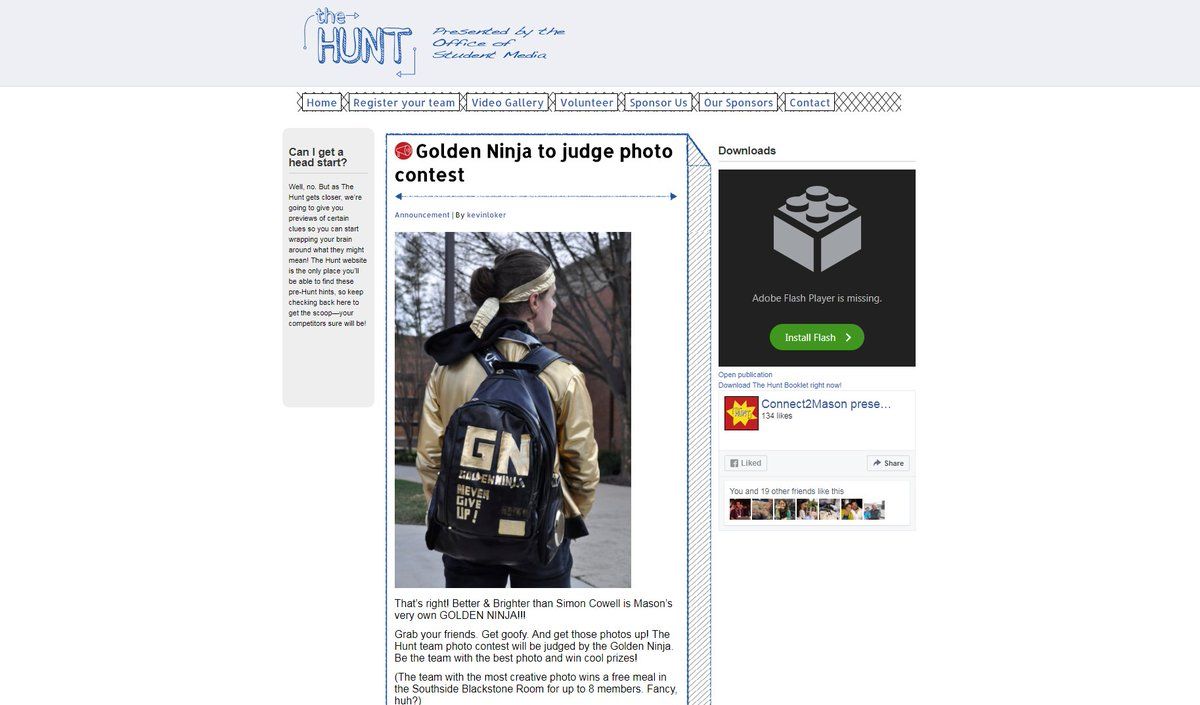 the
HUNT
Presented by the
Office of
Student Media
Home
Register your team
Video Gallery
Volunteer
Sponsor Us
Our Sponsors
Contact
Can I get a
head start?
Well, no. But as The
Hunt gets closer, we're
going to give you
previews of certain
clues so you can start
wrapping your brain
around what they might
mean! The Hunt website
is the only place you'll
be able to find these
pre-Hunt hints, so keep
checking back here to
get the scoop—your
competitors sure will be!
Golden Ninja to judge photo
contest
Announcement | By kevinloker
GN
GOLDEN NINJA
NEVER
GIVE
UP!
That's right! Better & Brighter than Simon Cowell is Mason's
very own GOLDEN NINJA!!!
Grab your friends. Get goofy. And get those photos up! The
Hunt team photo contest will be judged by the Golden Ninja.
Be the team with the best photo and win cool prizes!
(The team with the most creative photo wins a free meal in
the Southside Blackstone Room for up to 8 members. Fancy,
huh?)
Downloads
Adobe Flash Player is missing.
Install Flash
Open publication
Download The Hunt Booklet right now!
HUNT
Connect2Mason prese…
134 likes
Liked
Share
You and 19 other friends like this